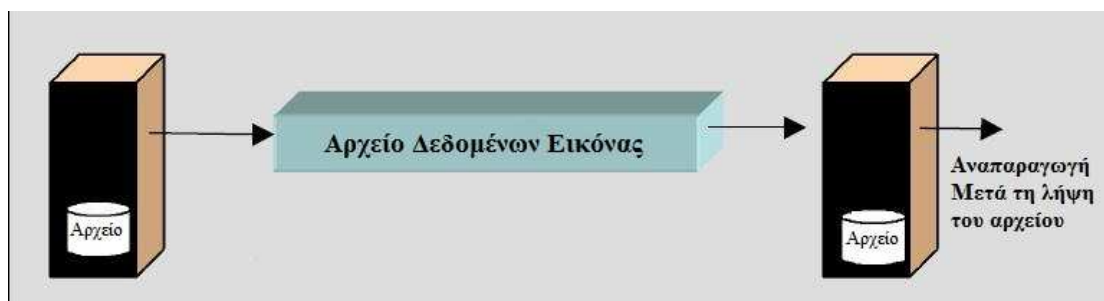 Αρχείο
Αρχείο Δεδομένων Εικόνας
Αρχείο
Αναπαραγωγή
Μετά τη λήψη
του αρχείου